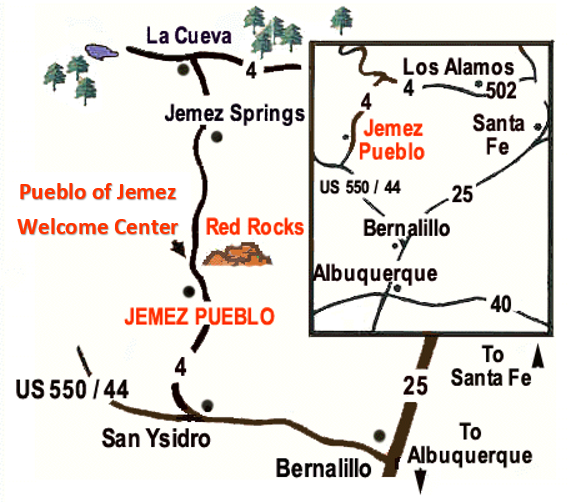 La Cueva
4
Jemez Springs
Pueblo of Jemez
Welcome Center
Red Rocks
JEMEZ PUEBLO
4
US 550 / 44
San Ysidro
Bernalillo
25
To
Santa Fe
To
Albuquerque
Los Alamos
4
502
4
Jemez
Pueblo
Santa
Fe
US 550 / 44
25
Bernalillo
Albuquerque
40